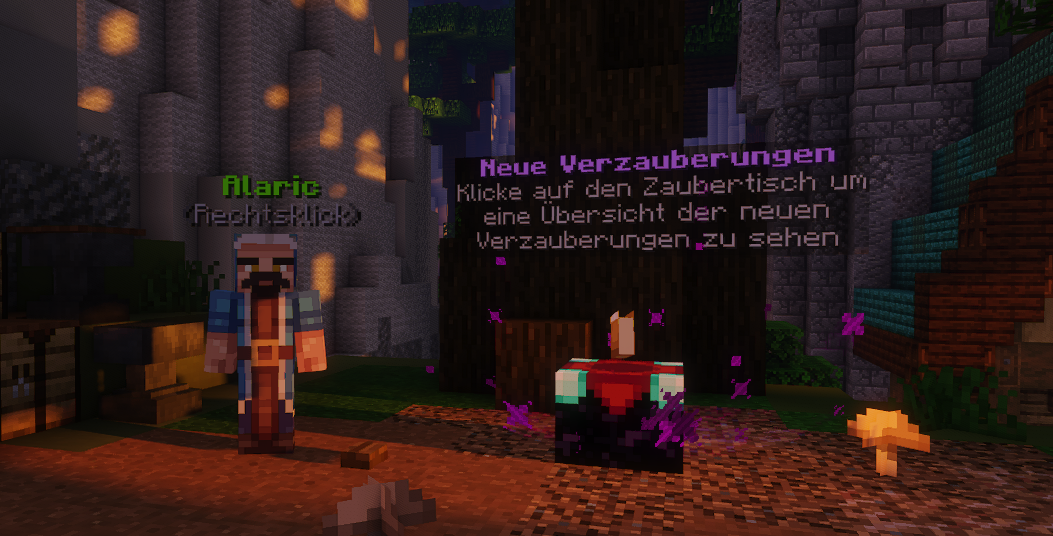 Alaric
<Rechtsklick>
Neue Verzauberungen
Klicke auf den Zaubertisch um
eine Übersicht der neuen
Verzauberungen zu sehen